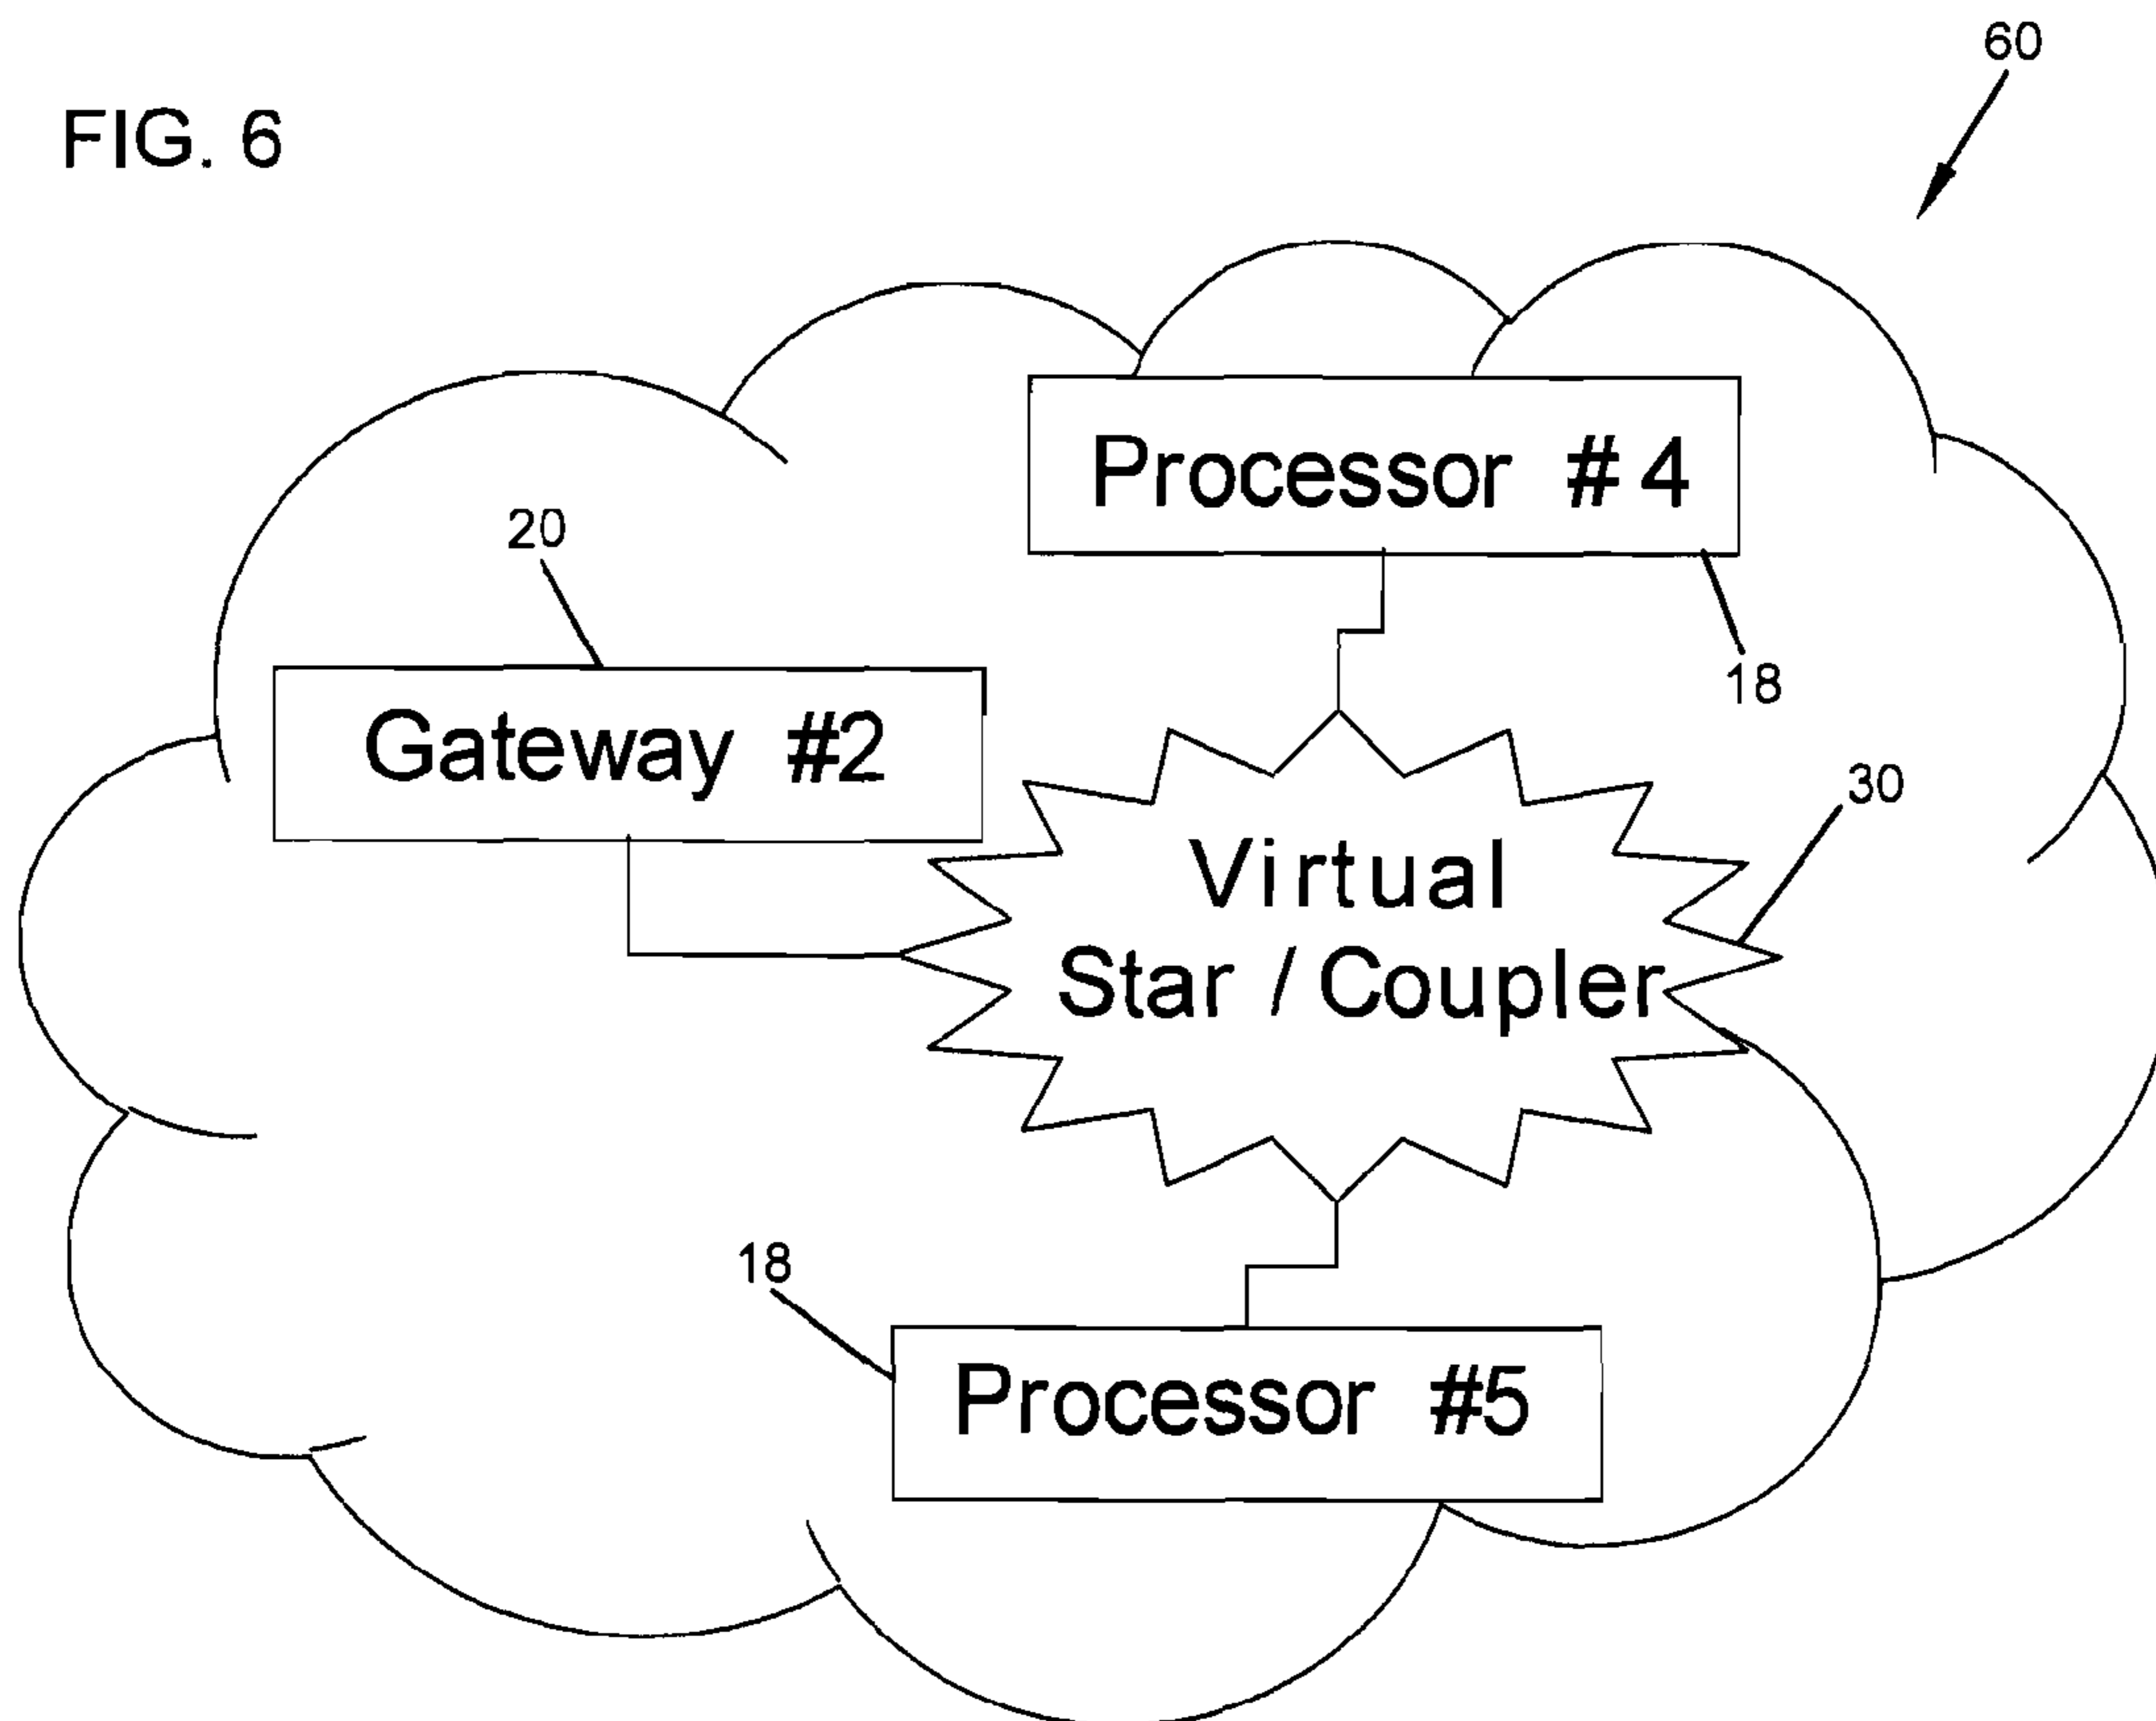 60
FIG. 6
Processor # 4
20
18
Gateway #2
30
Virtual
Star / Coupler
18
Processor #5